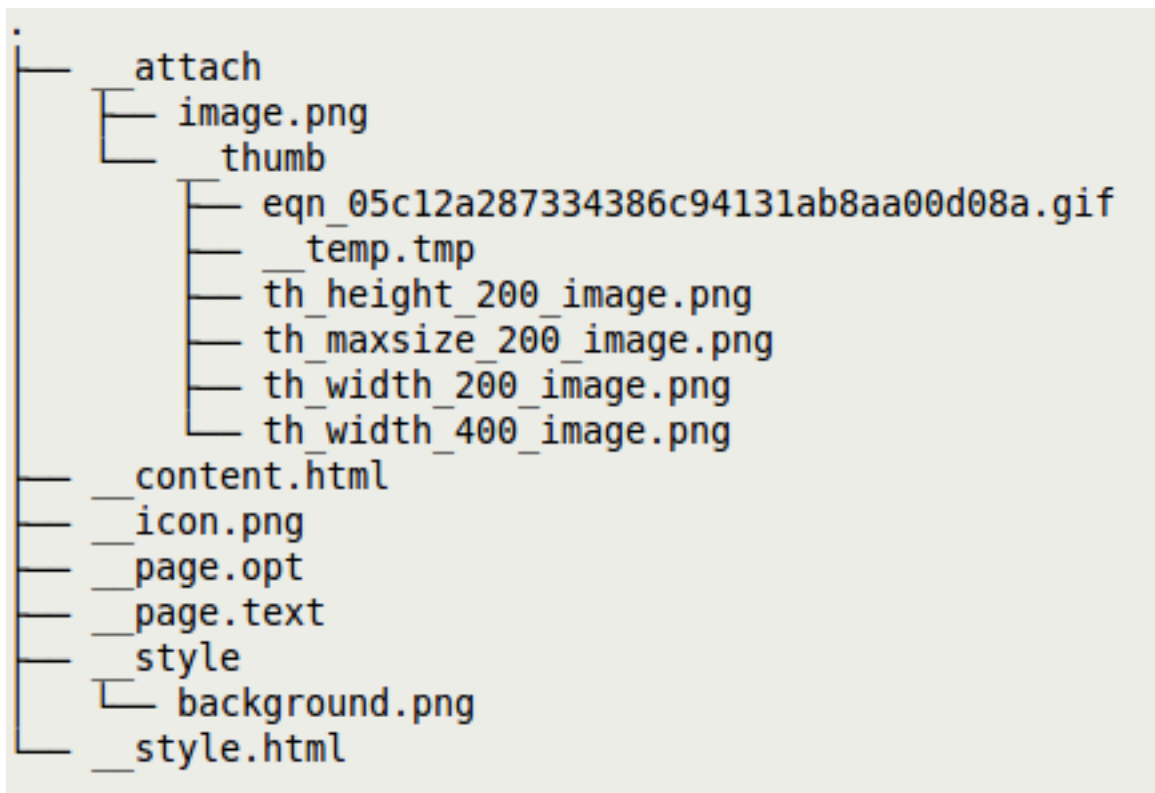 .
├── __attach
│   ├── image.png
│   └── __thumb
│       ├── eqn_05c12a287334386c94131ab8aa00d08a.gif
│       ├── __temp.tmp
│       ├── th_height_200_image.png
│       ├── th_maxsize_200_image.png
│       ├── th_width_200_image.png
│       └── th_width_400_image.png
├── __content.html
├── __icon.png
├── __page.opt
├── __page.text
├── __style
│   └── background.png
└── __style.html